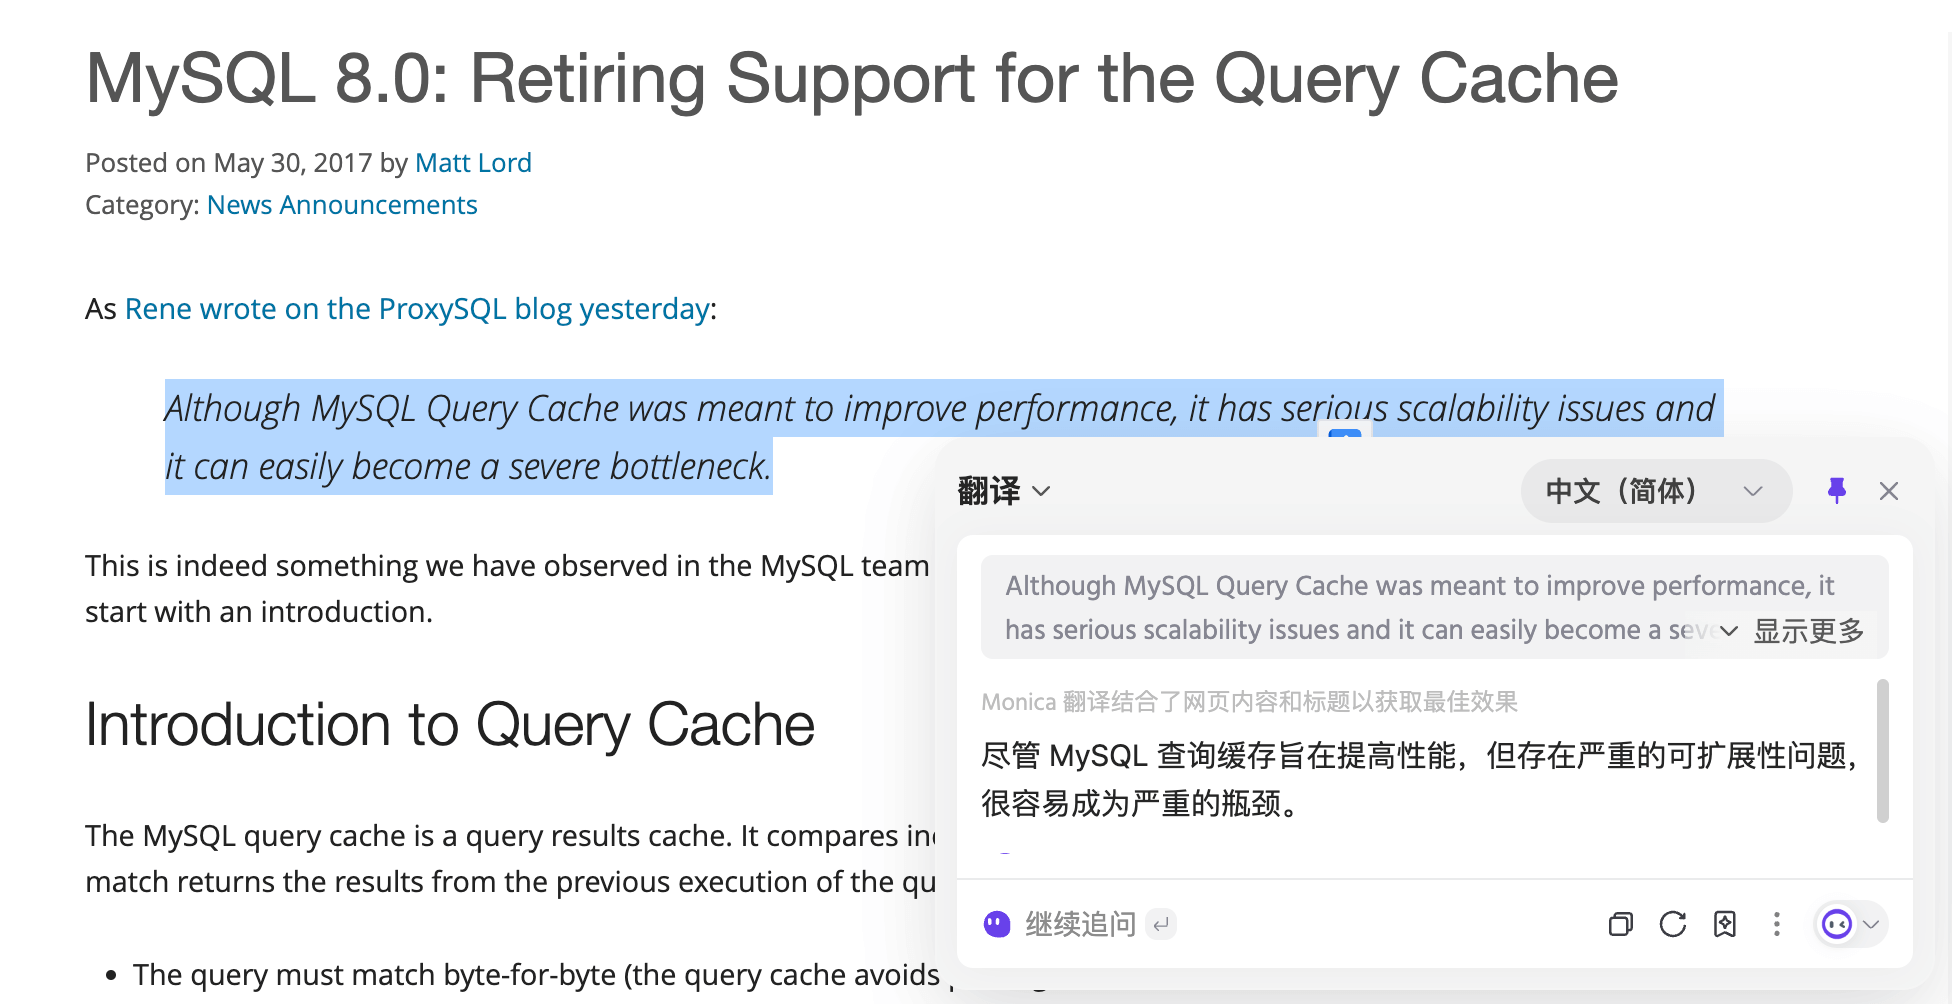 MySQL 8.0: Retiring Support for the Query Cache
Posted on May 30, 2017 by Matt Lord
Category: News Announcements
As Rene wrote on the ProxySQL blog yesterday:
Although MySQL Query Cache was meant to improve performance, it has serious scalability issues and
it can easily become a severe bottleneck.
This is indeed something we have observed in the MySQL team
start with an introduction.
Introduction to Query Cache
The MySQL query cache is a query results cache. It compares
match returns the results from the previous execution of the
The query must match byte-for-byte (the query cache avoids
翻译
中文（简体）
Although MySQL Query Cache was meant to improve performance, it
has serious scalability issues and it can easily become a
显示更多
Monica 翻译结合了网页内容和标题以获取最佳效果
尽管 MySQL 查询缓存旨在提高性能，但存在严重的可扩展性问题，
很容易成为严重的瓶颈。
继续追问